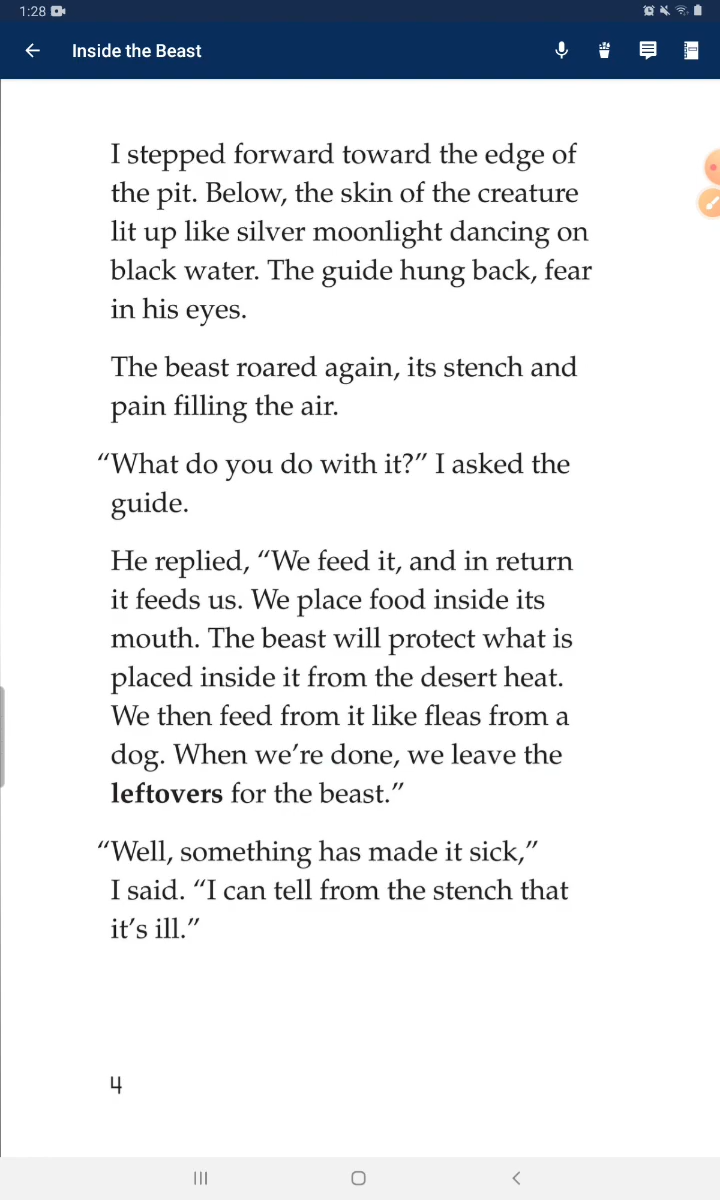 1:28
Inside the Beast
I stepped forward toward the edge of
the pit. Below, the skin of the creature
lit up like silver moonlight dancing on
black water. The guide hung back, fear
in his eyes.
The beast roared again, its stench and
pain filling the air.
“What do you do with it?” I asked the
guide.
He replied, “We feed it, and in return
it feeds us. We place food inside its
mouth. The beast will protect what is
placed inside it from the desert heat.
We then feed from it like fleas from a
dog. When we’re done, we leave the
leftovers for the beast.”
“Well, something has made it sick,”
I said. “I can tell from the stench that
it’s ill.”
4